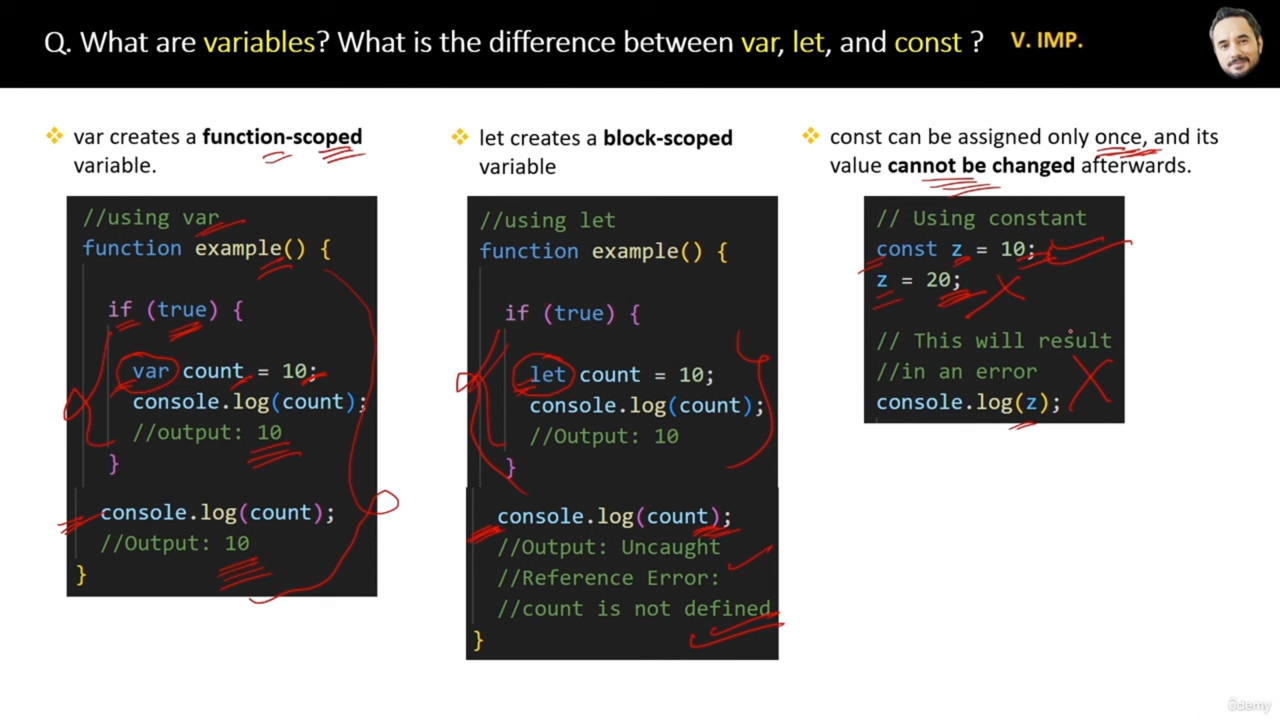 Q. What are variables? What is the difference between var, let, and const ? V. IMP.
var creates a function-scoped
variable.
//using var
function example() {
if (true) {
var count = 10;
console.log(count);
//output: 10
}
console.log(count);
//Output: 10
}
let creates a block-scoped
variable
//using let
function example() {
if (true) {
let count = 10;
console.log(count);
//Output: 10
}
console.log(count);
//Output: Uncaught
//Reference Error:
//count is not defined
}
const can be assigned only once, and its
value cannot be changed afterwards.
// Using constant
const z = 10;
z = 20;
// This will result
//in an error
console.log(z);
ûdemy